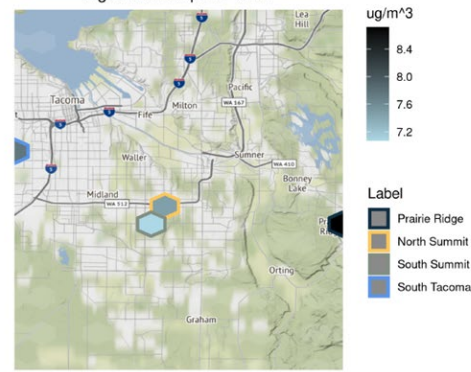 ug/m^3
8.4
8.0
7.6
7.2
Label
Prairie Ridge
North Summit
South Summit
South Tacoma
Lea
Hill
Pacific
Tacoma
Milton
WA 167
Fife
Waller
Sumner
WA 410
Bonney
Lake
Midland
WA 512
Orting
Graham